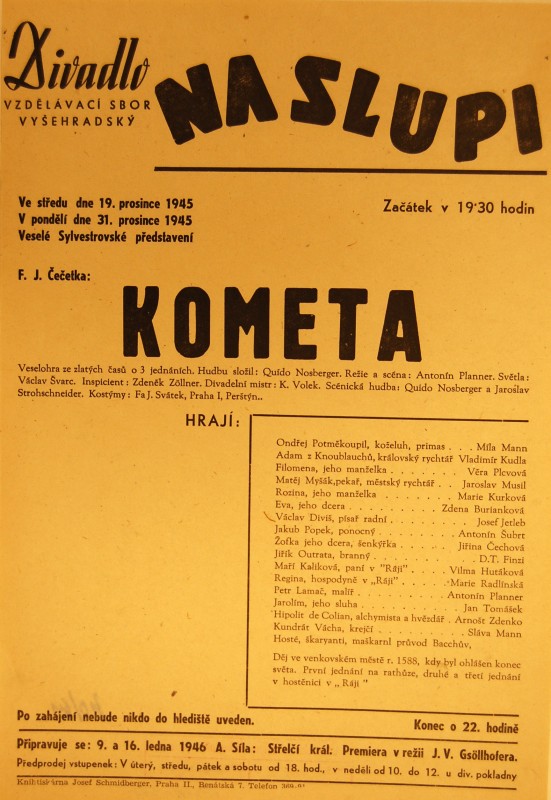 Divadlo
VZDĚLÁVACÍ SBOR
VYŠEHRADSKÝ
NA SLUPI
Ve středu dne 19. prosince 1945
V pondělí dne 31. prosince 1945
Veselé Sylvestrovské představení
Začátek v 19·30 hodin
F. J. Čečetka:
KOMETA
Veselohra ze zlatých časů o 3 jednáních. Hudbu složil: Quido Nosberger. Režie a scéna: Antonín Planner. Světla:
Václav Švarc. Inspicient: Zdeněk Zöllner. Divadelní mistr: K. Volek. Scénická hudba: Quido Nosberger a Jaroslav
Strohschneider. Kostýmy: Fa J. Svátek, Praha I, Perštýn..
HRAJÍ:
Ondřej Potměkoupil, koželuh, primas . . . Míla Mann
Adam z Knoublauchů, královský rychtář Vladimír Kudla
Filomena, jeho manželka . . . . . . . Věra Plcvová
Matěj Myšák,pekař, městský rychtář . . Jaroslav Musil
Rozina, jeho manželka . . . . . . . Marie Kurková
Eva, jeho dcera . . . . . . . . . Zdena Burianková
Václav Diviš, písař radní . . . . . . . . . Josef Jetleb
Jakub Popek, ponocný . . . . . . . . Antonín Šubrt
Žofka jeho dcera, šenkýřka . . . . . Jiřina Čechová
Jiřík Outrata, branný . . . . . . . . . . D.T. Finzi
Maří Kalíková, paní v "Ráji" . . . . . Vilma Hutáková
Regina, hospodyně v „Ráji" . . . . . Marie Radlínská
Petr Lamač, malíř . . . . . . . . . Antonín Planner
Jarolím, jeho sluha . . . . . . . . . Jan Tomášek
Hipolit de Colian, alchymista a hvězdář . Arnošt Zdenko
Kundrát Vácha, krejčí . . . . . . . . . Sláva Mann
Hosté, škaryanti, maškarní průvod Bacchův,
Děj ve venkovském městě r. 1588, kdy byl ohlášen konec
světa. První jednání na rathůze, druhé a třetí jednání
v hostěnici v „ Ráji "
Po zahájení nebude nikdo do hlediště uveden.
Konec o 22. hodině
Připravuje se: 9. a 16. ledna 1946 A. Síla: Střelčí král. Premiera v režii J. V. Gsöllhofera.
Předprodej vstupenek: V úterý, středu, pátek a sobotu od 18. hod., v neděli od 10. do 12. u div. pokladny
Knihtiskárna Josef Schmidberger, Praha II., Benátská 7. Telefon